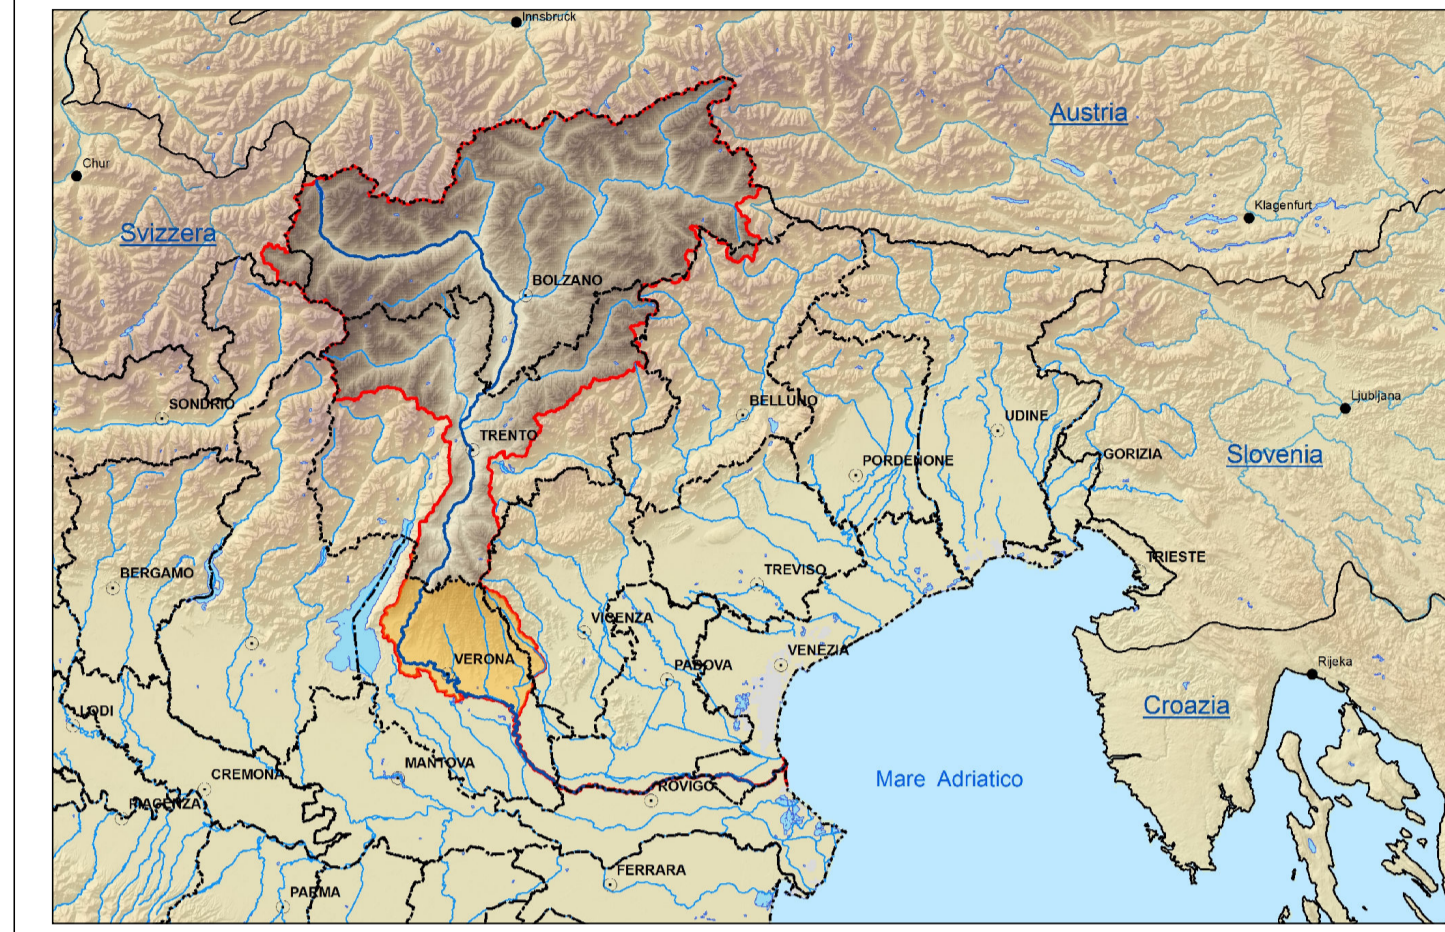 Innsbruck
Austria
Chur
Klagenfurt
Svizzera
BOLZANO
SONDRIO
BELLUNO
Ljubljana
UDINE
TRENTO
GORIZIA
Slovenia
PORDENONE
TRIESTE
BERGAMO
TREVISO
VICENZA
VENEZIA
VERONA
PADOVA
Rijeka
LODI
Croazia
MANTOVA
CREMONA
Mare Adriatico
ROVIGO
PIACENZA
FERRARA
PARMA